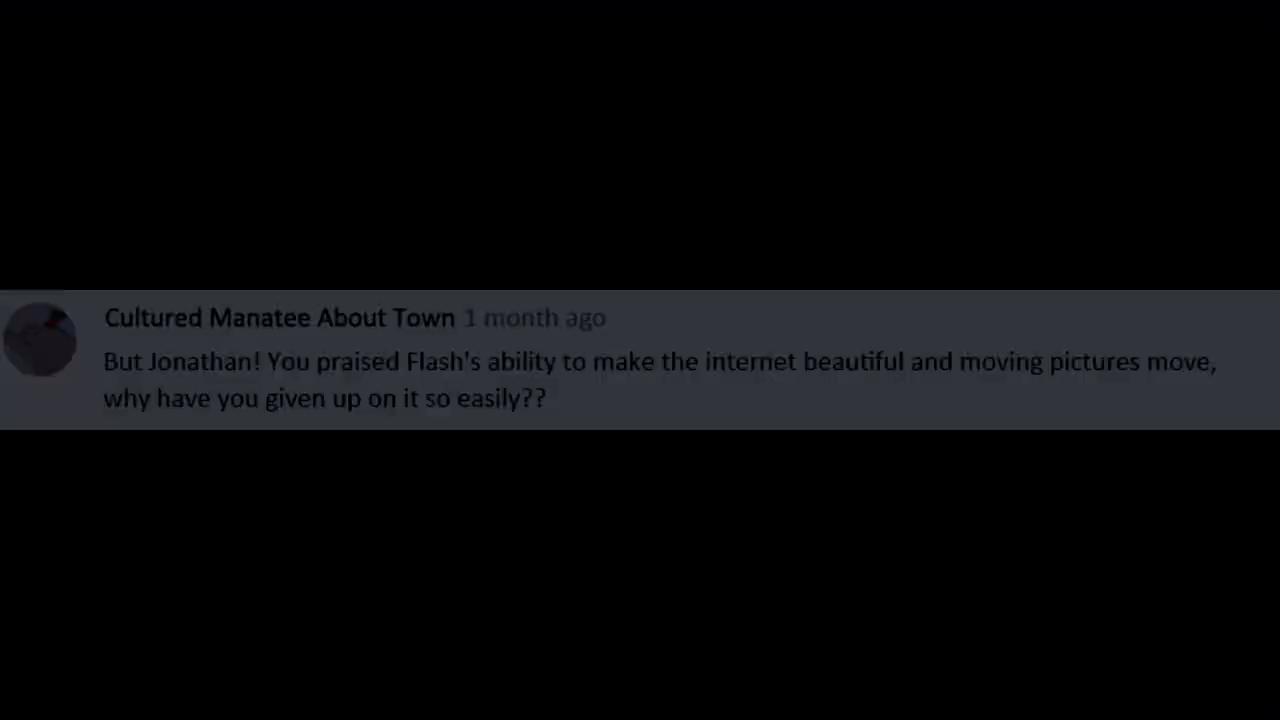 Cultured Manatee About Town 1 month ago
But Jonathan! You praised Flash's ability to make the internet beautiful and moving pictures move,
why have you given up on it so easily??